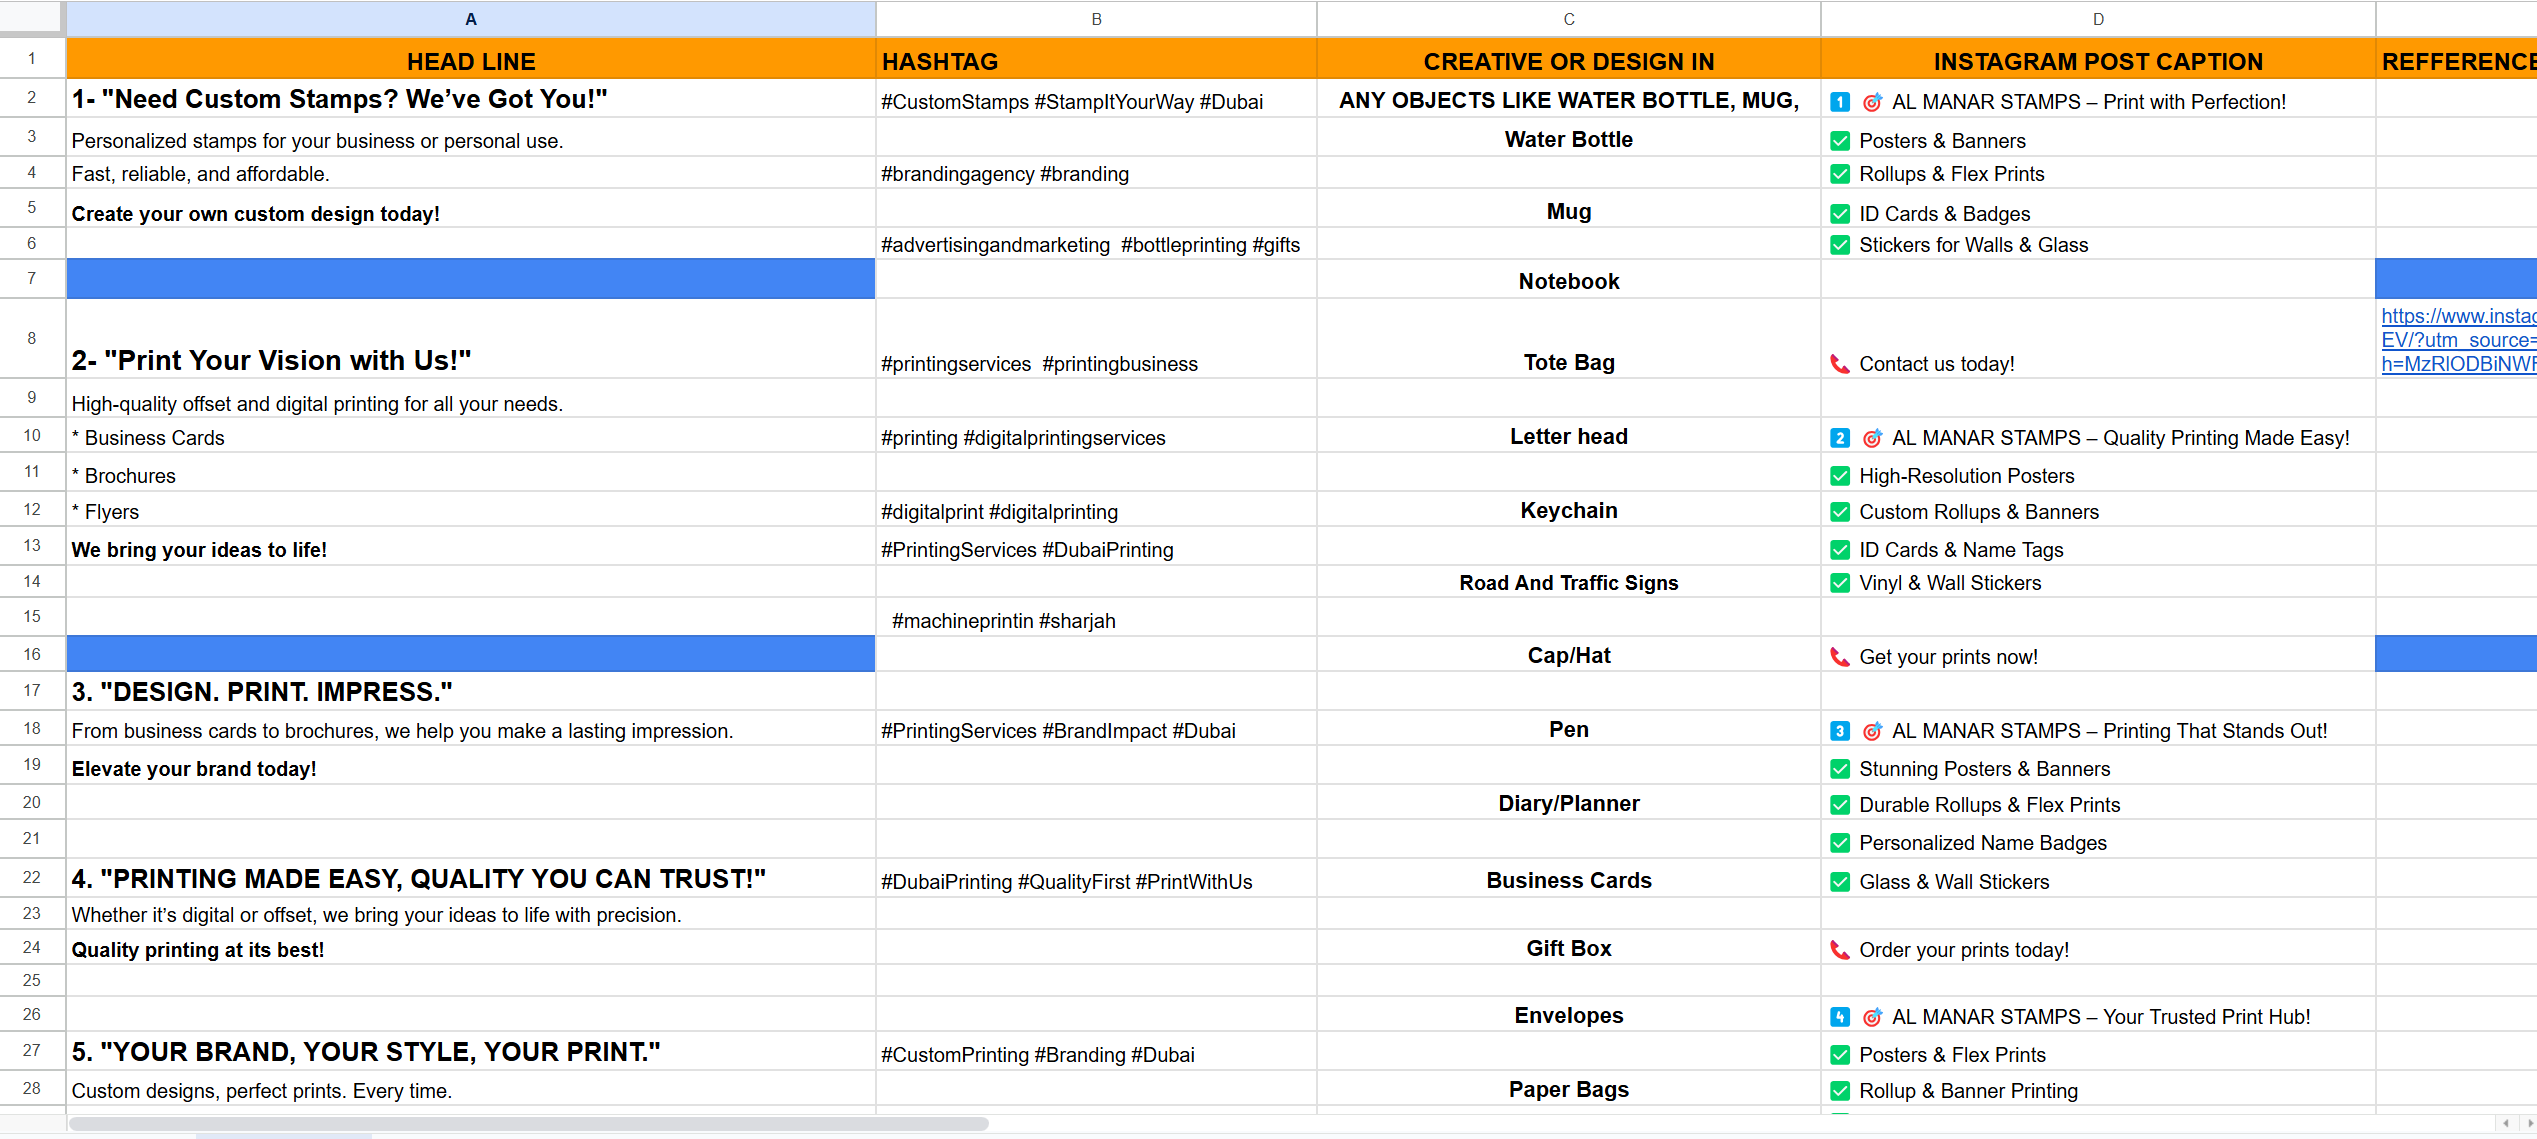 A B C D
1 HEAD LINE HASHTAG CREATIVE OR DESIGN IN INSTAGRAM POST CAPTION REFFERENCE
2 1- "Need Custom Stamps? We’ve Got You!" #CustomStamps #StampItYourWay #Dubai ANY OBJECTS LIKE WATER BOTTLE, MUG, 1️⃣ 🎯 AL MANAR STAMPS – Print with Perfection!
3 Personalized stamps for your business or personal use. Water Bottle ✅ Posters & Banners
4 Fast, reliable, and affordable. #brandingagency #branding ✅ Rollups & Flex Prints
5 Create your own custom design today! Mug ✅ ID Cards & Badges
6 #advertisingandmarketing #bottleprinting #gifts ✅ Stickers for Walls & Glass
7 Notebook
8 2- "Print Your Vision with Us!" #printingservices #printingbusiness Tote Bag 📞 Contact us today! https://www.instag
EV/?utm_source=
h=MzRlODBiNWF
9 High-quality offset and digital printing for all your needs.
10 * Business Cards #printing #digitalprintingservices Letter head 2️⃣ 🎯 AL MANAR STAMPS – Quality Printing Made Easy!
11 * Brochures ✅ High-Resolution Posters
12 * Flyers #digitalprint #digitalprinting Keychain ✅ Custom Rollups & Banners
13 We bring your ideas to life! #PrintingServices #DubaiPrinting ✅ ID Cards & Name Tags
14 Road And Traffic Signs ✅ Vinyl & Wall Stickers
15 #machineprintin #sharjah
16 Cap/Hat 📞 Get your prints now!
17 3. "DESIGN. PRINT. IMPRESS."
18 From business cards to brochures, we help you make a lasting impression. #PrintingServices #BrandImpact #Dubai Pen 3️⃣ 🎯 AL MANAR STAMPS – Printing That Stands Out!
19 Elevate your brand today! ✅ Stunning Posters & Banners
20 Diary/Planner ✅ Durable Rollups & Flex Prints
21 ✅ Personalized Name Badges
22 4. "PRINTING MADE EASY, QUALITY YOU CAN TRUST!" #DubaiPrinting #QualityFirst #PrintWithUs Business Cards ✅ Glass & Wall Stickers
23 Whether it’s digital or offset, we bring your ideas to life with precision.
24 Quality printing at its best! Gift Box 📞 Order your prints today!
25
26 Envelopes 4️⃣ 🎯 AL MANAR STAMPS – Your Trusted Print Hub!
27 5. "YOUR BRAND, YOUR STYLE, YOUR PRINT." #CustomPrinting #Branding #Dubai ✅ Posters & Flex Prints
28 Custom designs, perfect prints. Every time. Paper Bags ✅ Rollup & Banner Printing